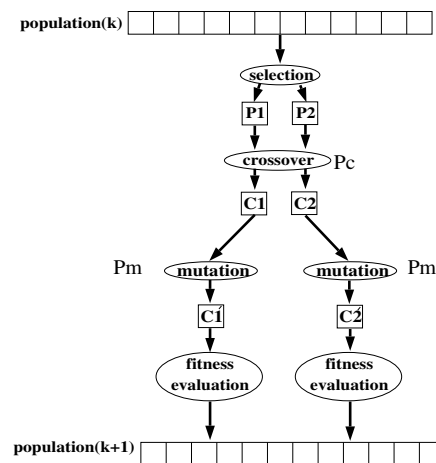 population(k)
selection
P1 P2
crossover Pc
C1 C2
Pm mutation mutation Pm
C1́ C2́
fitness evaluation fitness evaluation
population(k+1)